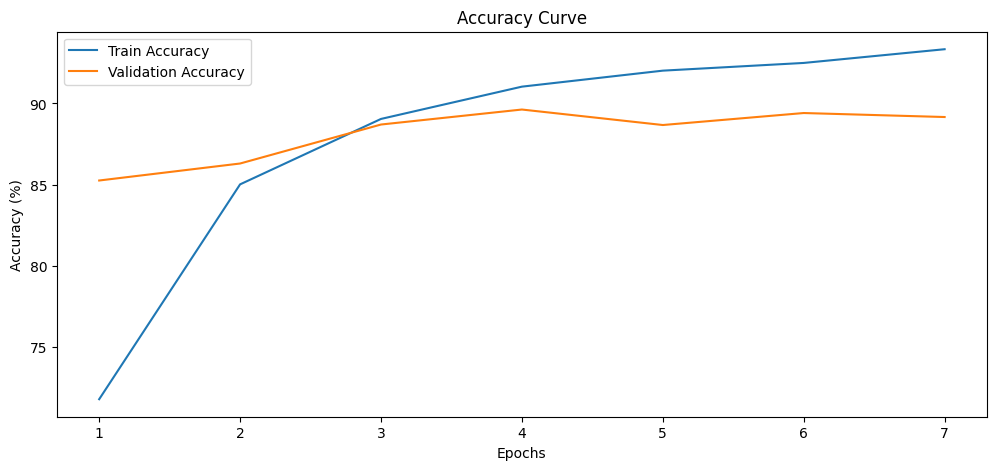 Accuracy Curve
Train Accuracy
Validation Accuracy
Accuracy (%)
90
85
80
75
1 2 3 4 5 6 7
Epochs